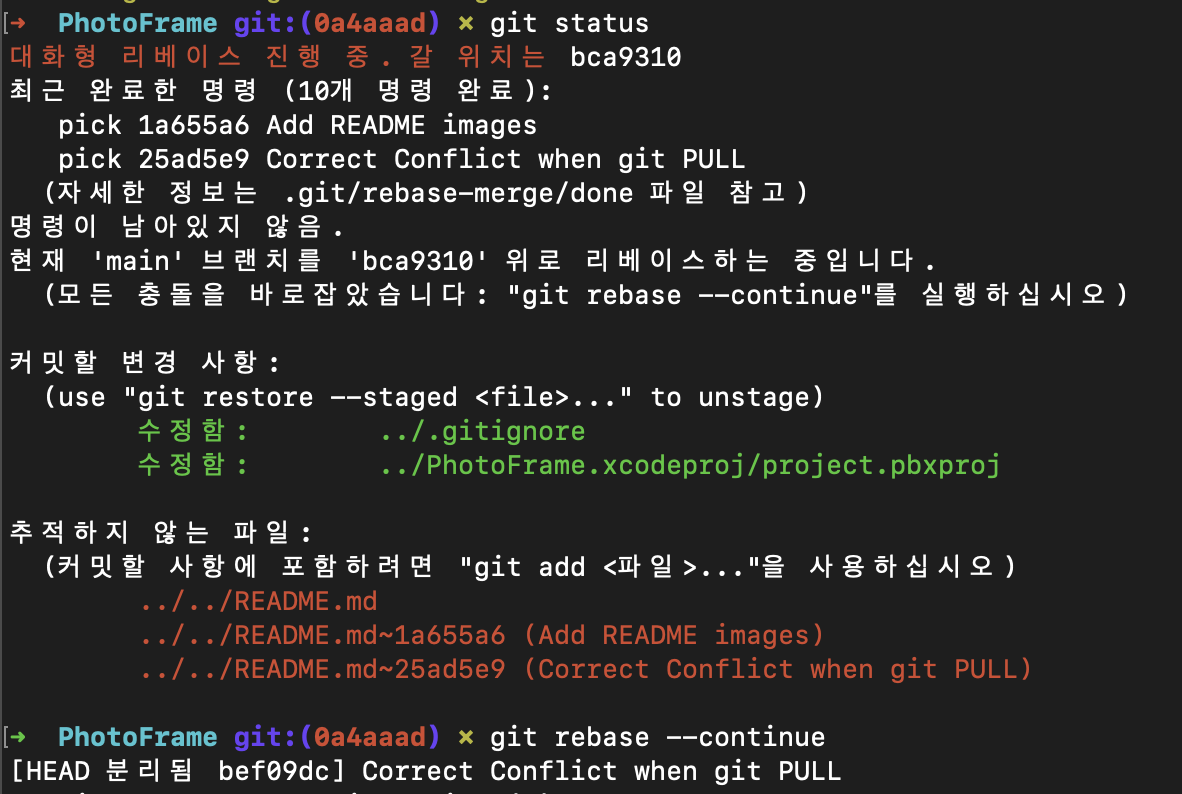 [→ PhotoFrame git:(0a4aaad) × git status
대화형 리베이스 진행 중. 갈 위치는 bca9310
최근 완료한 명령 (10개 명령 완료):
pick 1a655a6 Add README images
pick 25ad5e9 Correct Conflict when git PULL
(자세한 정보는 .git/rebase-merge/done 파일 참고)
명령이 남아있지 않음.
현재 'main' 브랜치를 'bca9310' 위로 리베이스하는 중입니다.
(모든 충돌을 바로잡았습니다: "git rebase --continue"를 실행하십시오)
커밋할 변경 사항:
(use "git restore --staged <file>..." to unstage)
수정함: ../.gitignore
수정함: ../PhotoFrame.xcodeproj/project.pbxproj
추적하지 않는 파일:
(커밋할 사항에 포함하려면 "git add <파일>..."을 사용하십시오)
../../README.md
../../README.md~1a655a6 (Add README images)
../../README.md~25ad5e9 (Correct Conflict when git PULL)
[→ PhotoFrame git:(0a4aaad) × git rebase --continue
[HEAD 분리됨 bef09dc] Correct Conflict when git PULL